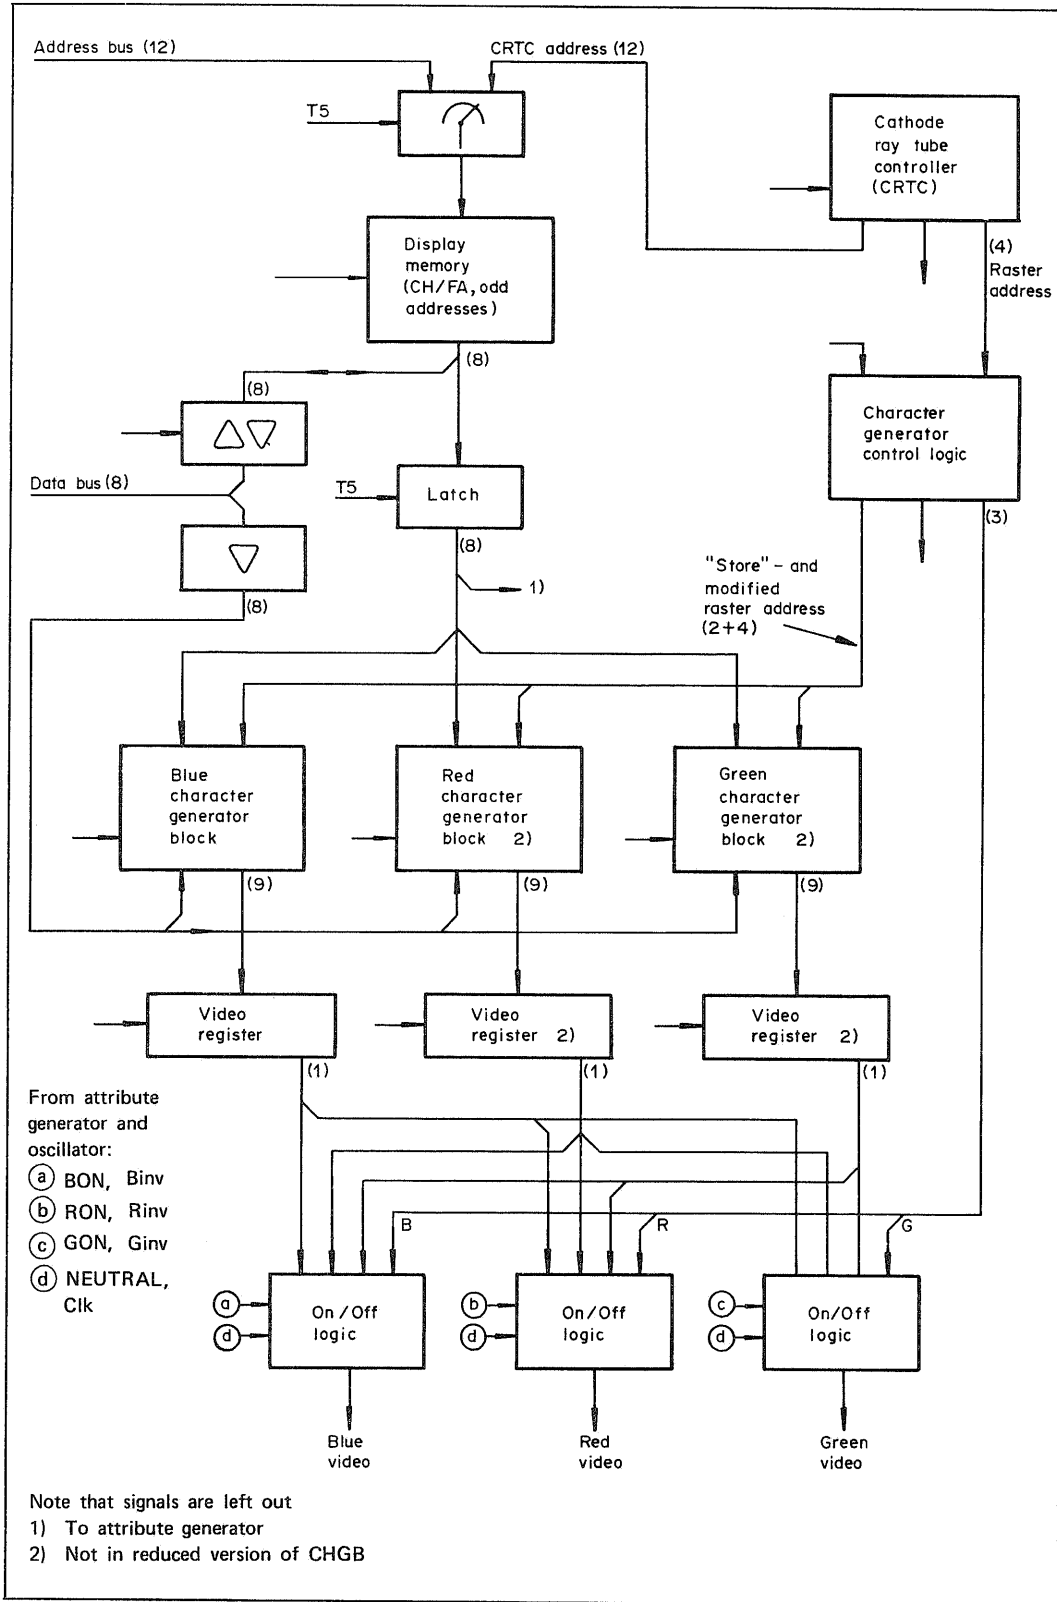 Address bus (12)
CRTC address (12)
T5
Cathode
ray tube
controller
(CRTC)
Display
memory
(CH/FA, odd
addresses)
(4)
Raster
address
(8)
(8)
Character
generator
control logic
Data bus (8)
T5
Latch
(3)
(8)
(8)
1)
"Store" - and
modified
raster address
(2+4)
Blue
character
generator
block
Red
character
generator
block 2)
Green
character
generator
block 2)
(9)
(9)
(9)
Video
register
Video
register 2)
Video
register 2)
(1)
(1)
(1)
From attribute
generator and
oscillator:
a BON, Binv
b RON, Rinv
c GON, Ginv
d NEUTRAL,
Clk
B
R
G
a
d
On/Off
logic
b
d
On/Off
logic
c
d
On/Off
logic
Blue
video
Red
video
Green
video
Note that signals are left out
1) To attribute generator
2) Not in reduced version of CHGB